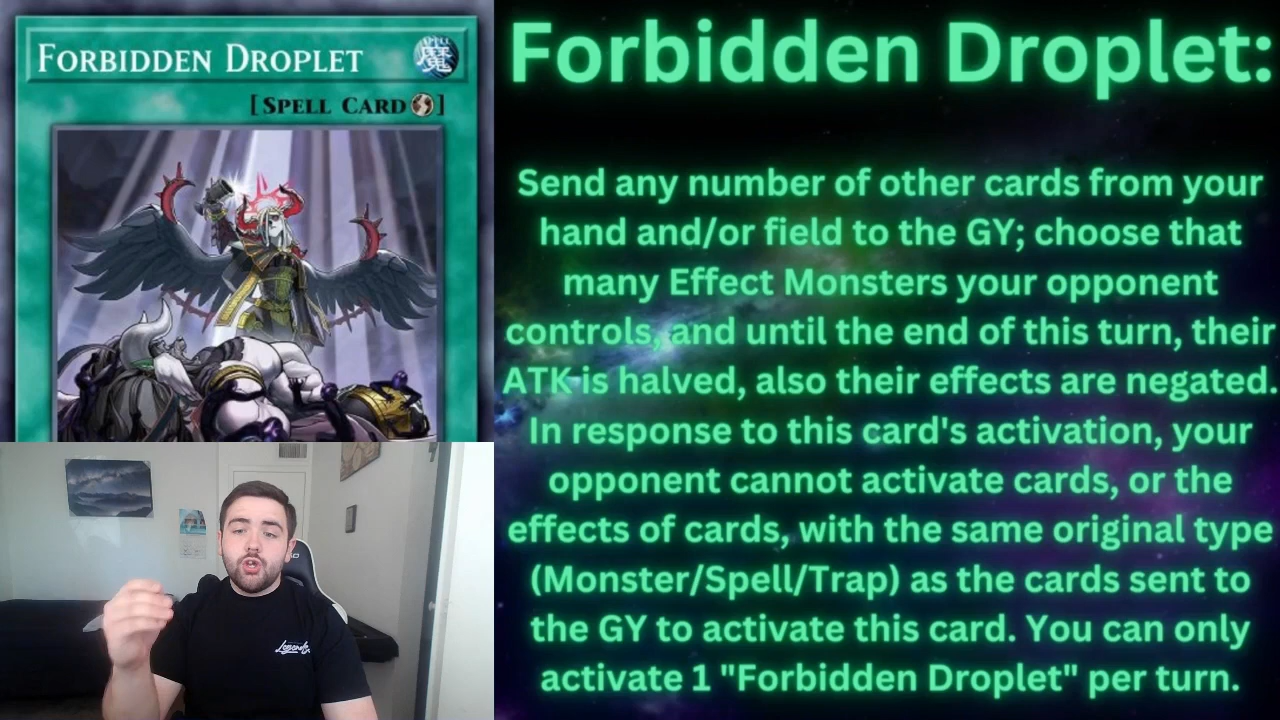 FORBIDDEN DROPLET
[SPELL CARD]
Forbidden Droplet:
Send any number of other cards from your
hand and/or field to the GY; choose that
many Effect Monsters your opponent
controls, and until the end of this turn, their
ATK is halved, also their effects are negated.
In response to this card's activation, your
opponent cannot activate cards, or the
effects of cards, with the same original type
(Monster/Spell/Trap) as the cards sent to
the GY to activate this card. You can only
activate 1 "Forbidden Droplet" per turn.